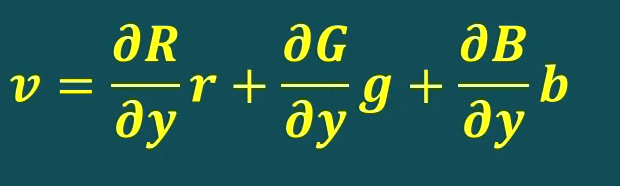 v = ∂R/∂y r + ∂G/∂y g + ∂B/∂y b